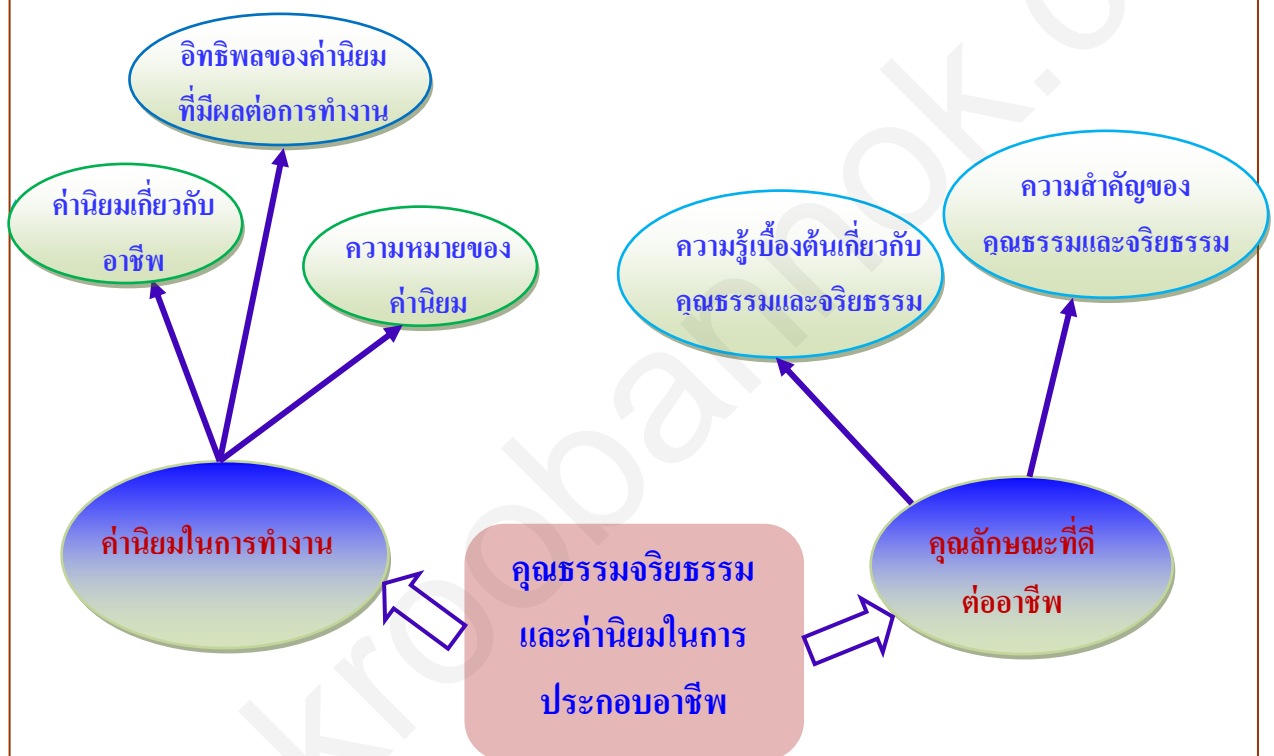 อิทธิพลของค่านิยม
ที่มีผลต่อการทำงาน
ค่านิยมเกี่ยวกับ
อาชีพ
ความหมายของ
ค่านิยม
ความรู้เบื้องต้นเกี่ยวกับ
คุณธรรมและจริยธรรม
ความสำคัญของ
คุณธรรมและจริยธรรม
ค่านิยมในการทำงาน
คุณลักษณะที่ดี
ต่ออาชีพ
คุณธรรมจริยธรรม
และค่านิยมในการ
ประกอบอาชีพ
kroobannok.c